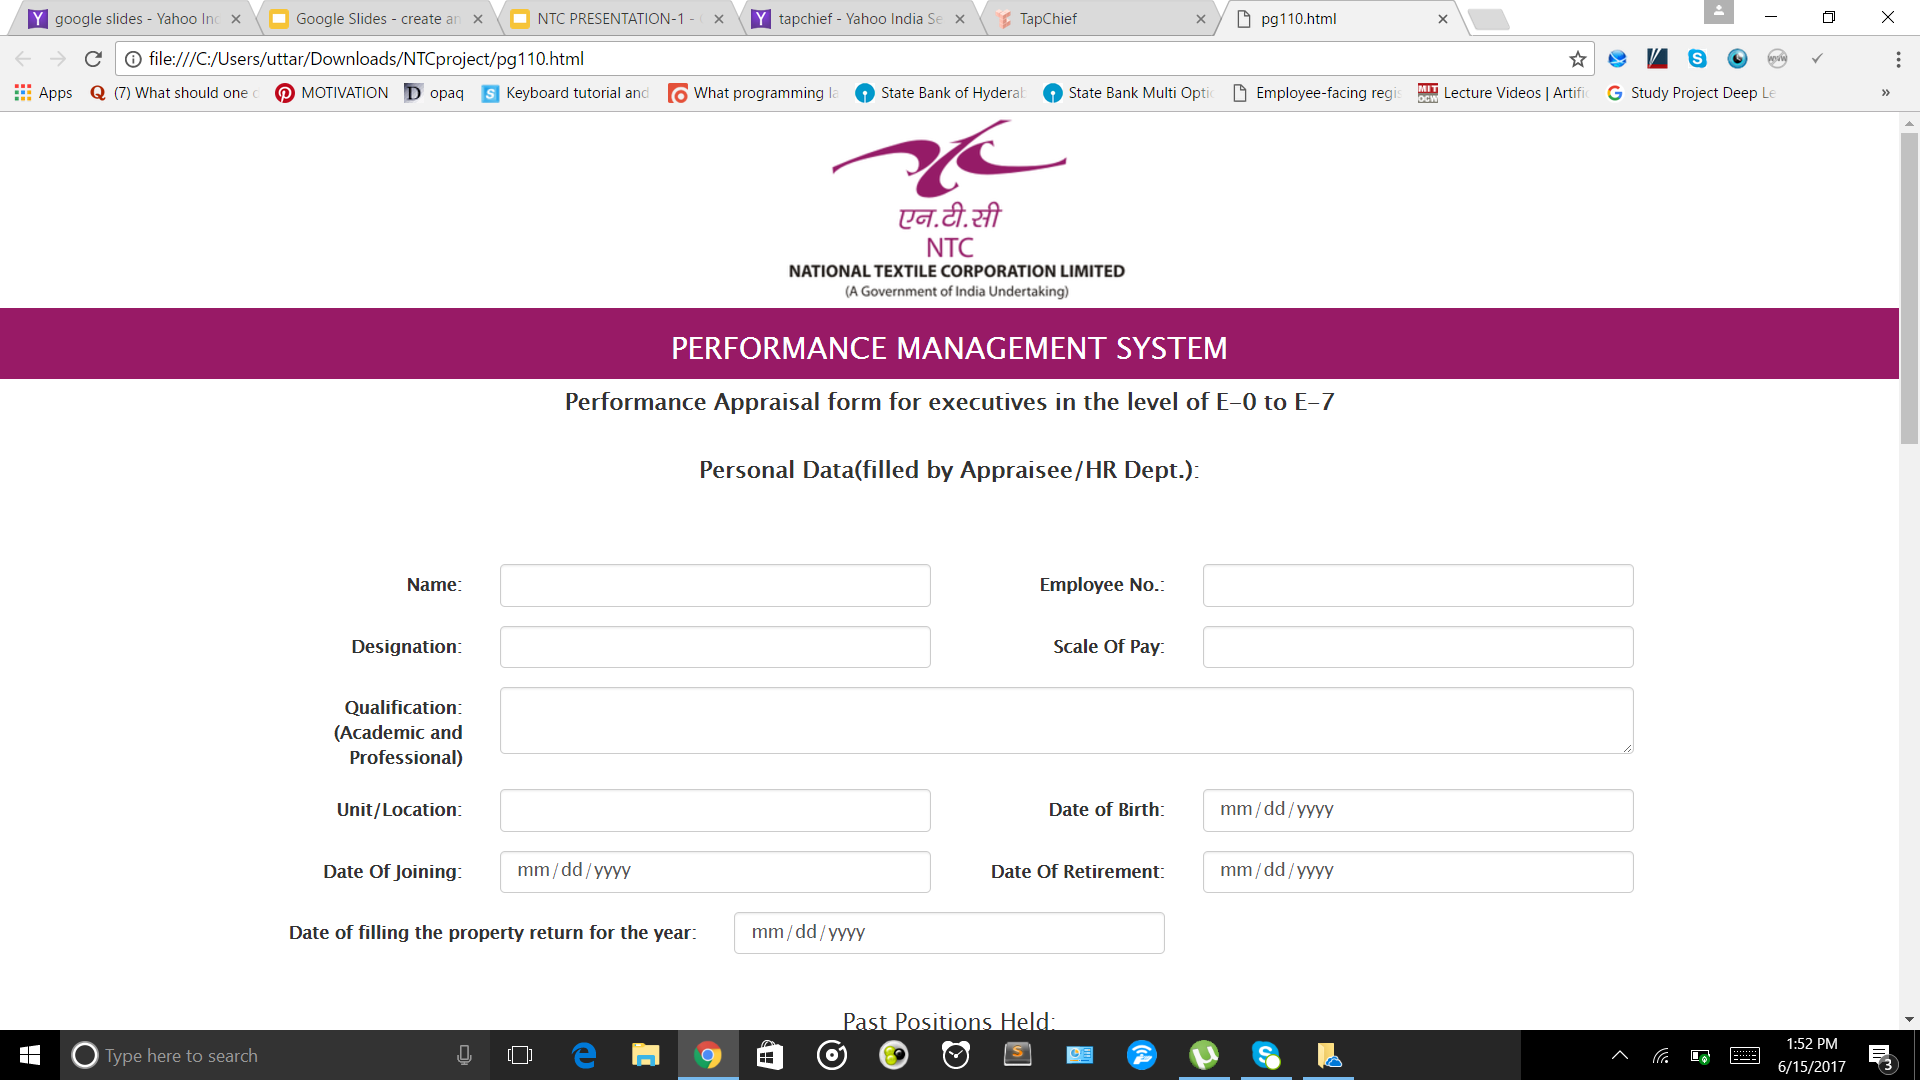 google slides - Yahoo Inc
Google Slides - create an
NTC PRESENTATION-1 -
tapchief - Yahoo India Se
TapChief
pg110.html
file:///C:/Users/uttar/Downloads/NTCproject/pg110.html
Apps
(7) What should one c
MOTIVATION
opaq
Keyboard tutorial and
What programming la
State Bank of Hyderab
State Bank Multi Optic
Employee-facing regis
Lecture Videos | Artific
Study Project Deep Le
एन.टी.सी
NTC
NATIONAL TEXTILE CORPORATION LIMITED
(A Government of India Undertaking)
PERFORMANCE MANAGEMENT SYSTEM
Performance Appraisal form for executives in the level of E-0 to E-7
Personal Data(filled by Appraisee/HR Dept.):
Name:
Employee No.:
Designation:
Scale Of Pay:
Qualification:
(Academic and
Professional)
Unit/Location:
Date of Birth:
mm/dd/yyyy
Date Of Joining:
mm/dd/yyyy
Date Of Retirement:
mm/dd/yyyy
Date of filling the property return for the year:
mm/dd/yyyy
Past Positions Held:
Type here to search
1:52 PM
6/15/2017
3